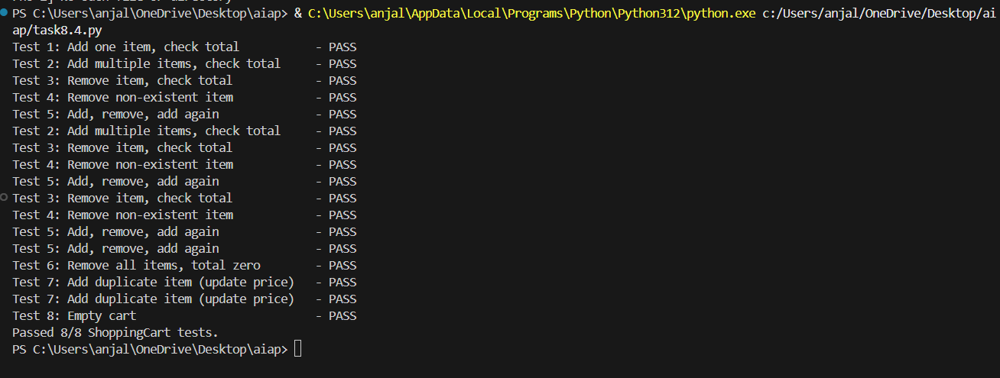 PS C:\Users\anjal\OneDrive\Desktop\aiap> & C:\Users\anjal\AppData\Local\Programs\Python\Python312\python.exe c:/Users/anjal/OneDrive/Desktop/ai
ap/task8.4.py
Test 1: Add one item, check total - PASS
Test 2: Add multiple items, check total - PASS
Test 3: Remove item, check total - PASS
Test 4: Remove non-existent item - PASS
Test 5: Add, remove, add again - PASS
Test 2: Add multiple items, check total - PASS
Test 3: Remove item, check total - PASS
Test 4: Remove non-existent item - PASS
Test 5: Add, remove, add again - PASS
Test 3: Remove item, check total - PASS
Test 4: Remove non-existent item - PASS
Test 5: Add, remove, add again - PASS
Test 5: Add, remove, add again - PASS
Test 6: Remove all items, total zero - PASS
Test 7: Add duplicate item (update price) - PASS
Test 7: Add duplicate item (update price) - PASS
Test 8: Empty cart - PASS
Passed 8/8 ShoppingCart tests.
PS C:\Users\anjal\OneDrive\Desktop\aiap>